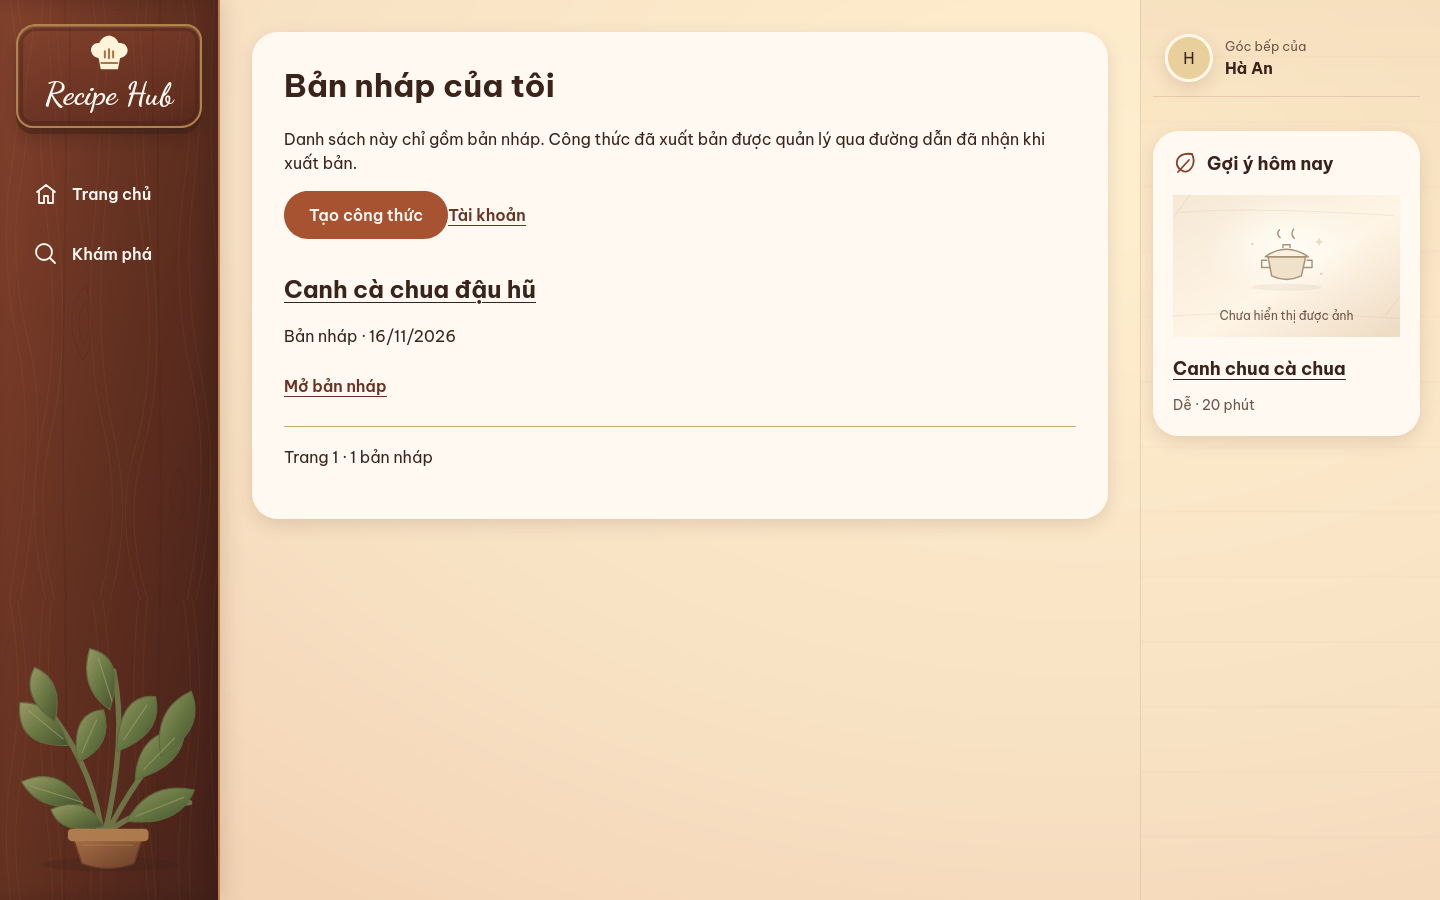 Recipe Hub
Trang chủ
Khám phá
Bản nháp của tôi
Danh sách này chỉ gồm bản nháp. Công thức đã xuất bản được quản lý qua đường dẫn đã nhận khi
xuất bản.
Tạo công thức Tài khoản
Canh cà chua đậu hũ
Bản nháp · 16/11/2026
Mở bản nháp
Trang 1 · 1 bản nháp
H
Góc bếp của
Hà An
Gợi ý hôm nay
Chưa hiển thị được ảnh
Canh chua cà chua
Dễ · 20 phút